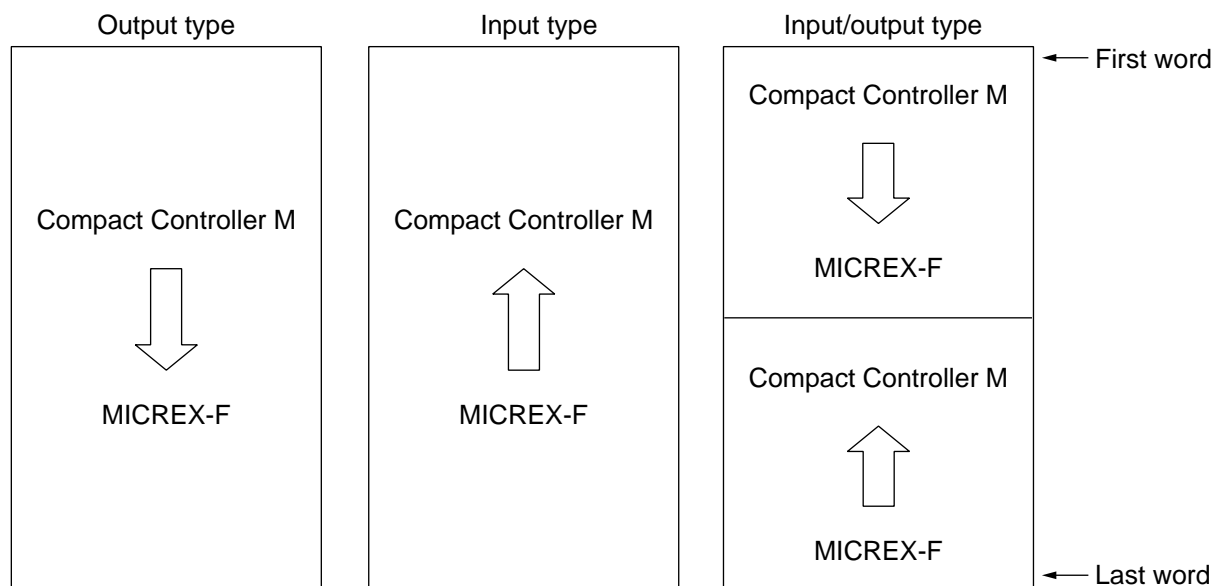 Output type
Input type
Input/output type
First word
Compact Controller M
MICREX-F
Compact Controller M
MICREX-F
Compact Controller M
MICREX-F
Compact Controller M
MICREX-F
Last word